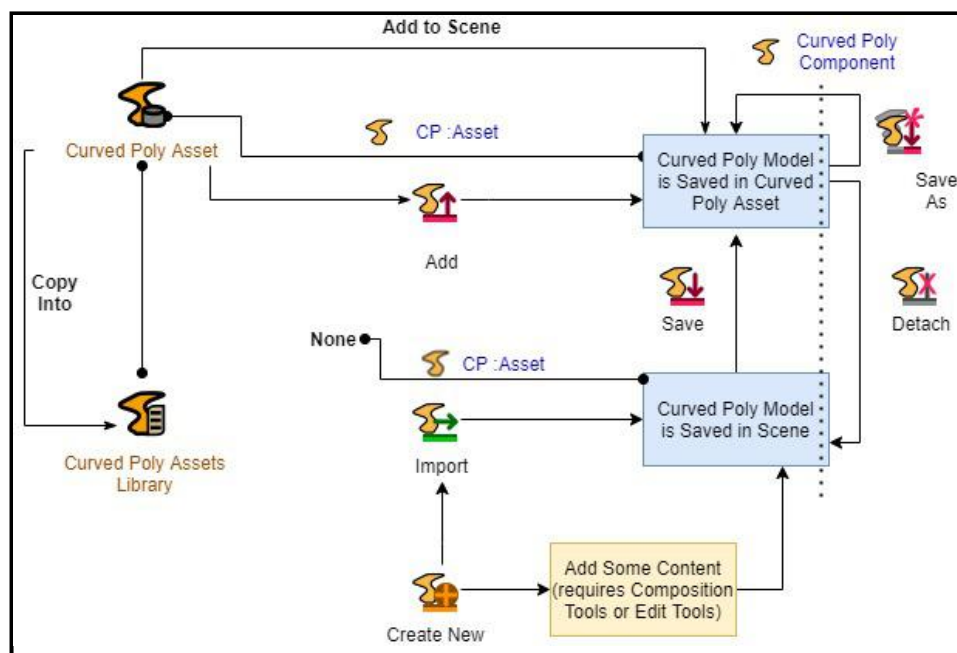 Add to Scene
Curved Poly
Component
CP :Asset
Curved Poly Asset
Curved Poly Model
is Saved in Curved
Poly Asset
Save
As
Add
Copy
Into
Save
Detach
None
CP :Asset
Curved Poly Model
is Saved in Scene
Import
Curved Poly Assets
Library
Add Some Content
(requires Composition
Tools or Edit Tools)
Create New